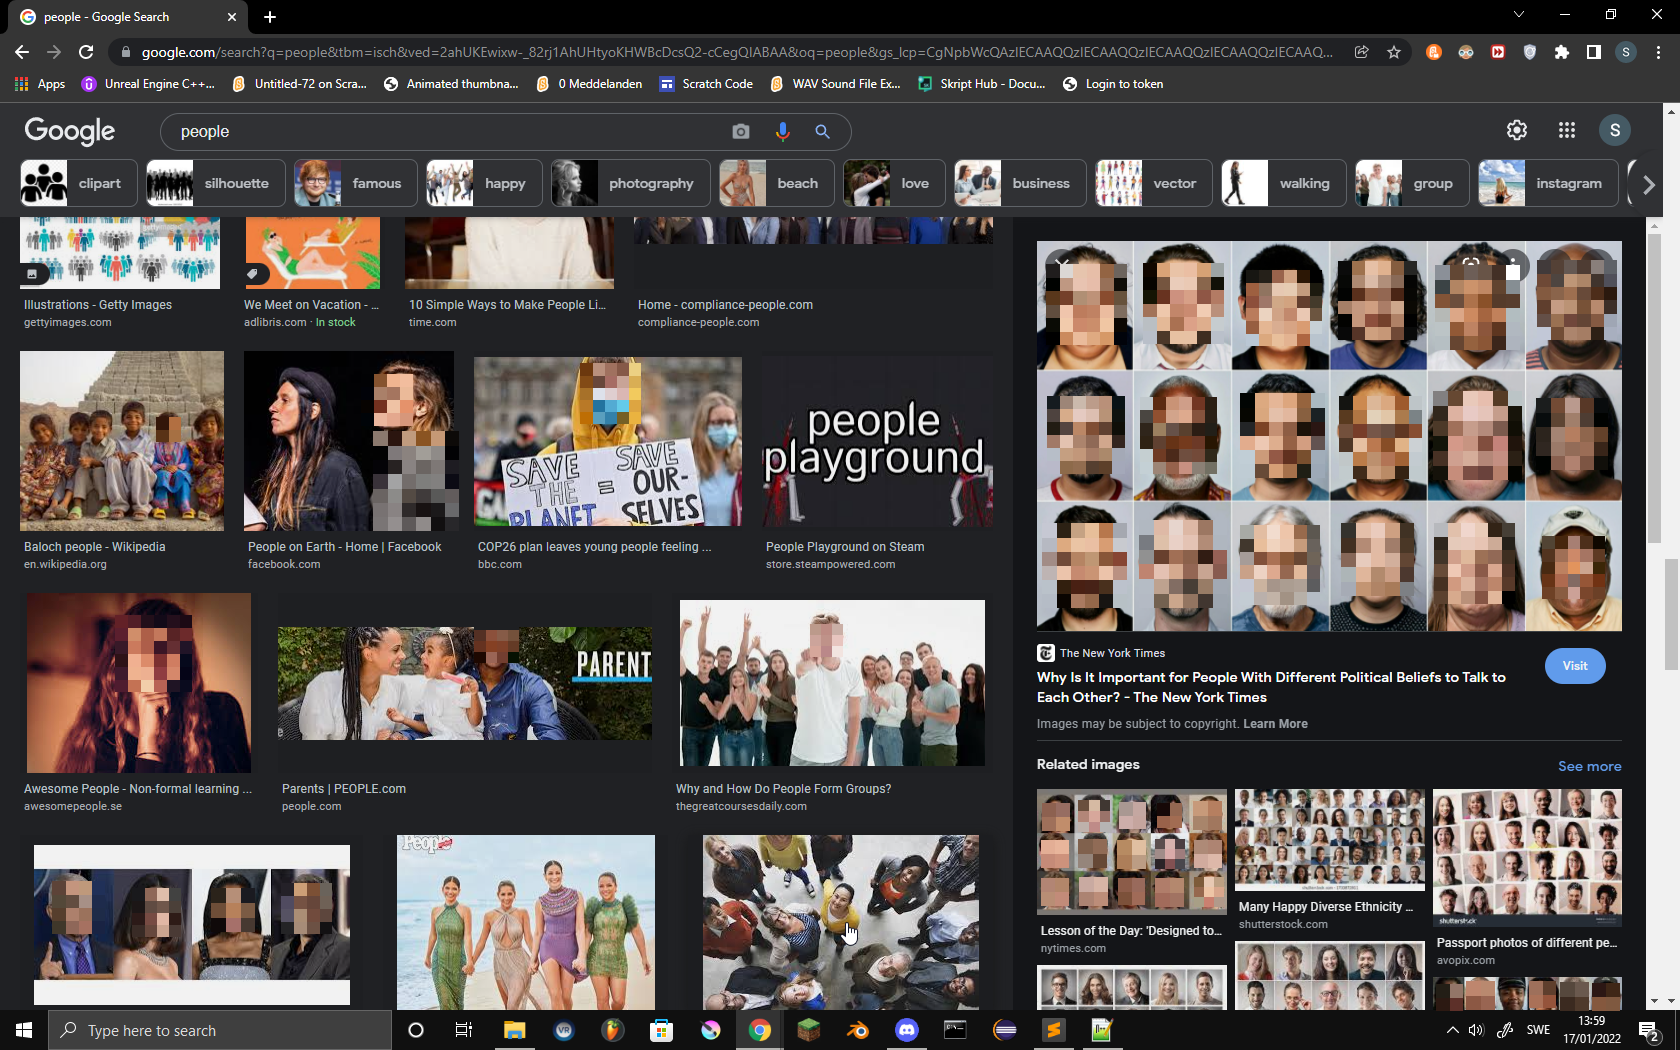 people - Google Search
google.com/search?q=people&tbm=isch&ved=2ahUKEwixw-_82rj1AhUHtyoKHWBcDcsQ2-cCegQIABAA&oq=people&gs_lcp=CgNpbWcQAzIECAAQQzIECAAQQzIECAAQQzIECAAQQzIECAAQQzIECAAQ...
Apps
Unreal Engine C++...
Untitled-72 on Scra...
Animated thumbna...
0 Meddelanden
Scratch Code
WAV Sound File Ex...
Skript Hub - Docu...
Login to token
Google
people
S
clipart
silhouette
famous
happy
photography
beach
love
business
vector
walking
group
instagram
Illustrations - Getty Images
gettyimages.com
We Meet on Vacation - ...
adlibris.com · In stock
10 Simple Ways to Make People Li...
time.com
Home - compliance-people.com
compliance-people.com
SAVE THE PLANET = SAVE OUR-SELVES
people
playground
Baloch people - Wikipedia
en.wikipedia.org
People on Earth - Home | Facebook
facebook.com
COP26 plan leaves young people feeling ...
bbc.com
People Playground on Steam
store.steampowered.com
PARENT
Awesome People - Non-formal learning ...
awesomepeople.se
Parents | PEOPLE.com
people.com
Why and How Do People Form Groups?
thegreatcoursesdaily.com
People
The New York Times
Why Is It Important for People With Different Political Beliefs to Talk to
Each Other? - The New York Times
Visit
Images may be subject to copyright. Learn More
Related images
See more
Lesson of the Day: 'Designed to...
nytimes.com
Many Happy Diverse Ethnicity ...
shutterstock.com
shutterstock
Passport photos of different pe...
avopix.com
Type here to search
SWE
13:59
17/01/2022
2